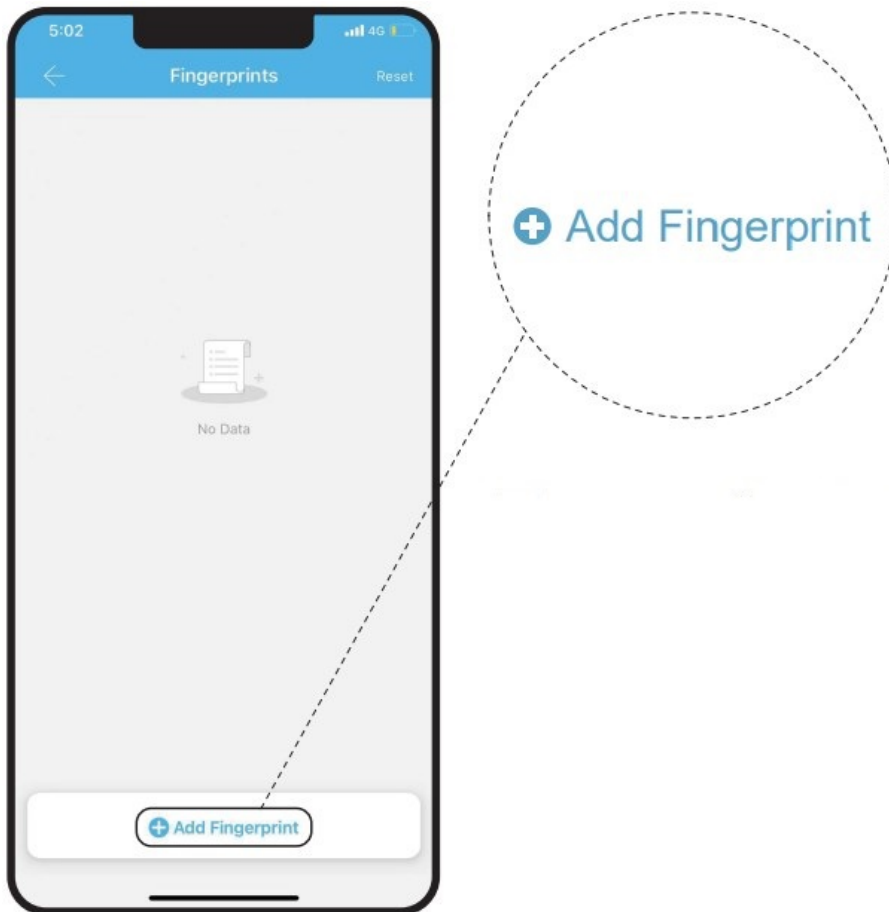 5:02
4G
Fingerprints
Reset
No Data
Add Fingerprint
Add Fingerprint